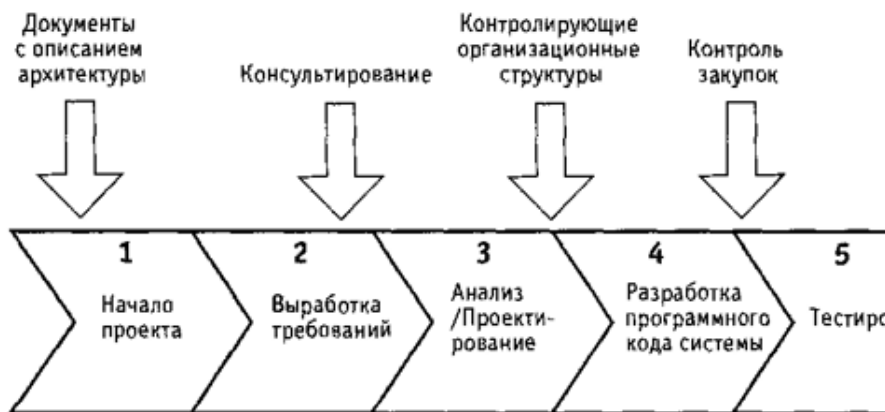 Документы
с описанием
архитектуры
Консультирование
Контролирующие
организационные
структуры
Контроль
закупок
1
Начало
проекта
2
Выработка
требований
3
Анализ
/Проекти-
рование
4
Разработка
программного
кода системы
5